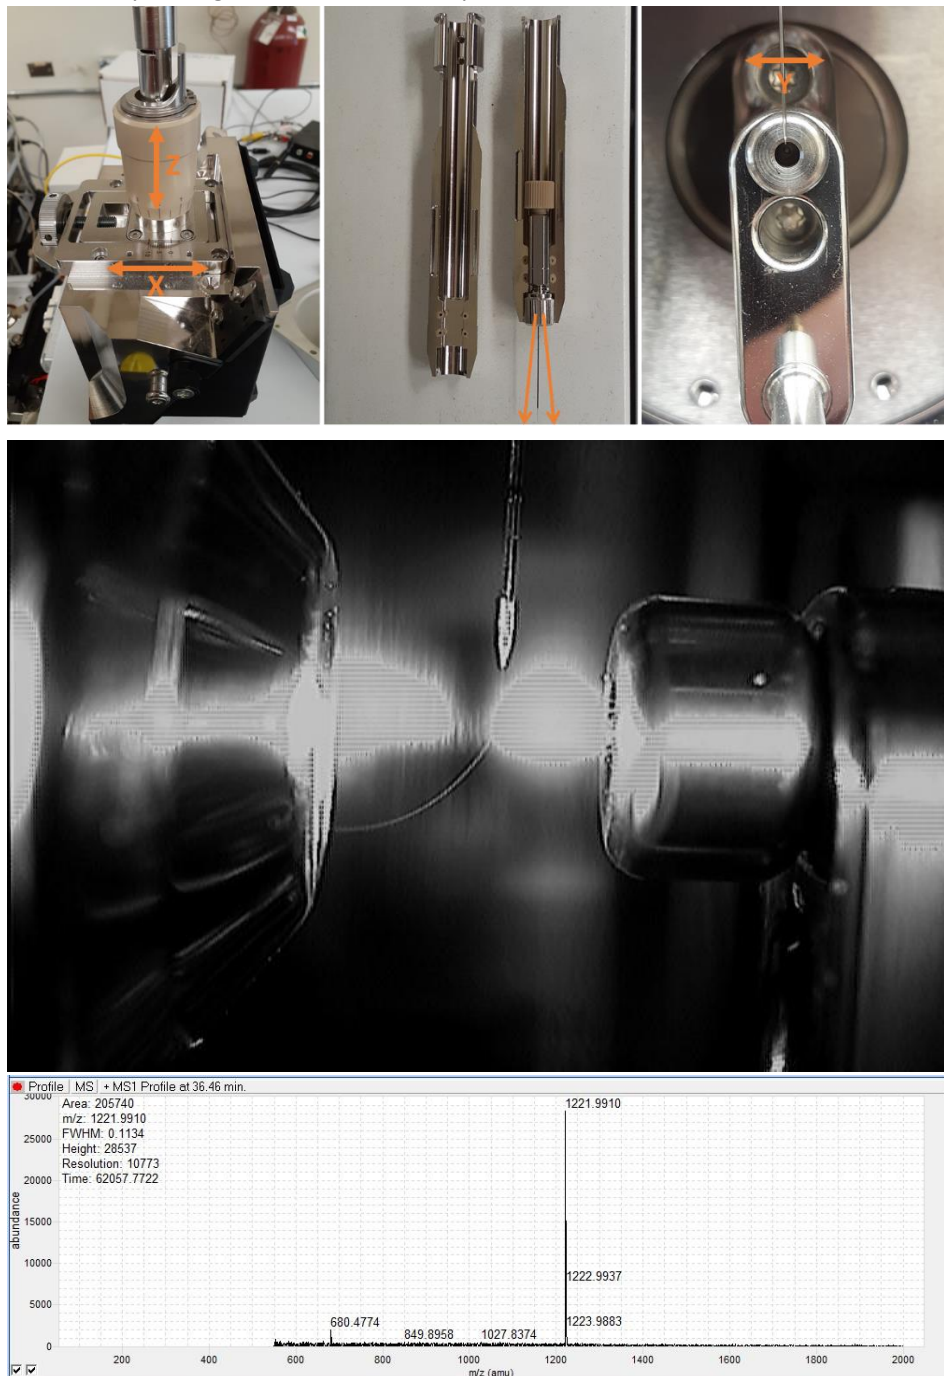 Z
X
Y
Profile MS + MS1 Profile at 36.46 min.
30000
Area: 205740
m/z: 1221.9910
FWHM: 0.1134
Height: 28537
Resolution: 10773
Time: 62057.7722
1221.9910
25000
20000
15000
10000
1222.9937
5000
1223.9883
680.4774
849.8958
1027.8374
0
abundance
200 400 600 800 1000 1200 1400 1600 1800 2000
m/z (amu)